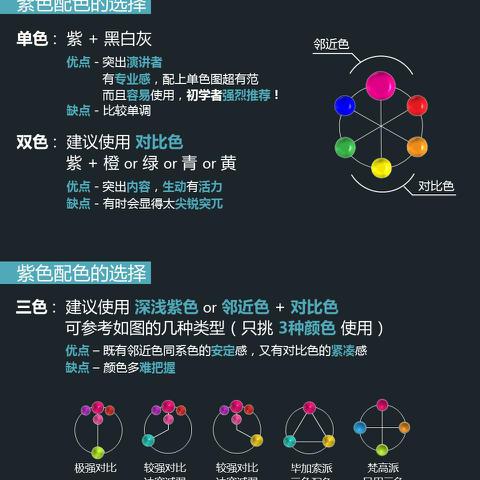 紫色配色的选择
单色： 紫 + 黑白灰
优点 - 突出演讲者
有专业感，配上单色图超有范
而且容易使用，初学者强烈推荐！
缺点 - 比较单调
邻近色
双色： 建议使用 对比色
紫 + 橙 or 绿 or 青 or 黄
优点 - 突出内容，生动有活力
缺点 - 有时会显得太尖锐突兀
对比色
紫色配色的选择
三色： 建议使用 深浅紫色 or 邻近色 + 对比色
可参考如图的几种类型（只挑 3种颜色 使用）
优点 – 既有邻近色同系色的安定感，又有对比色的紧凑感
缺点 – 颜色多难把握
极强对比
较强对比
较强对比
毕加索派
梵高派